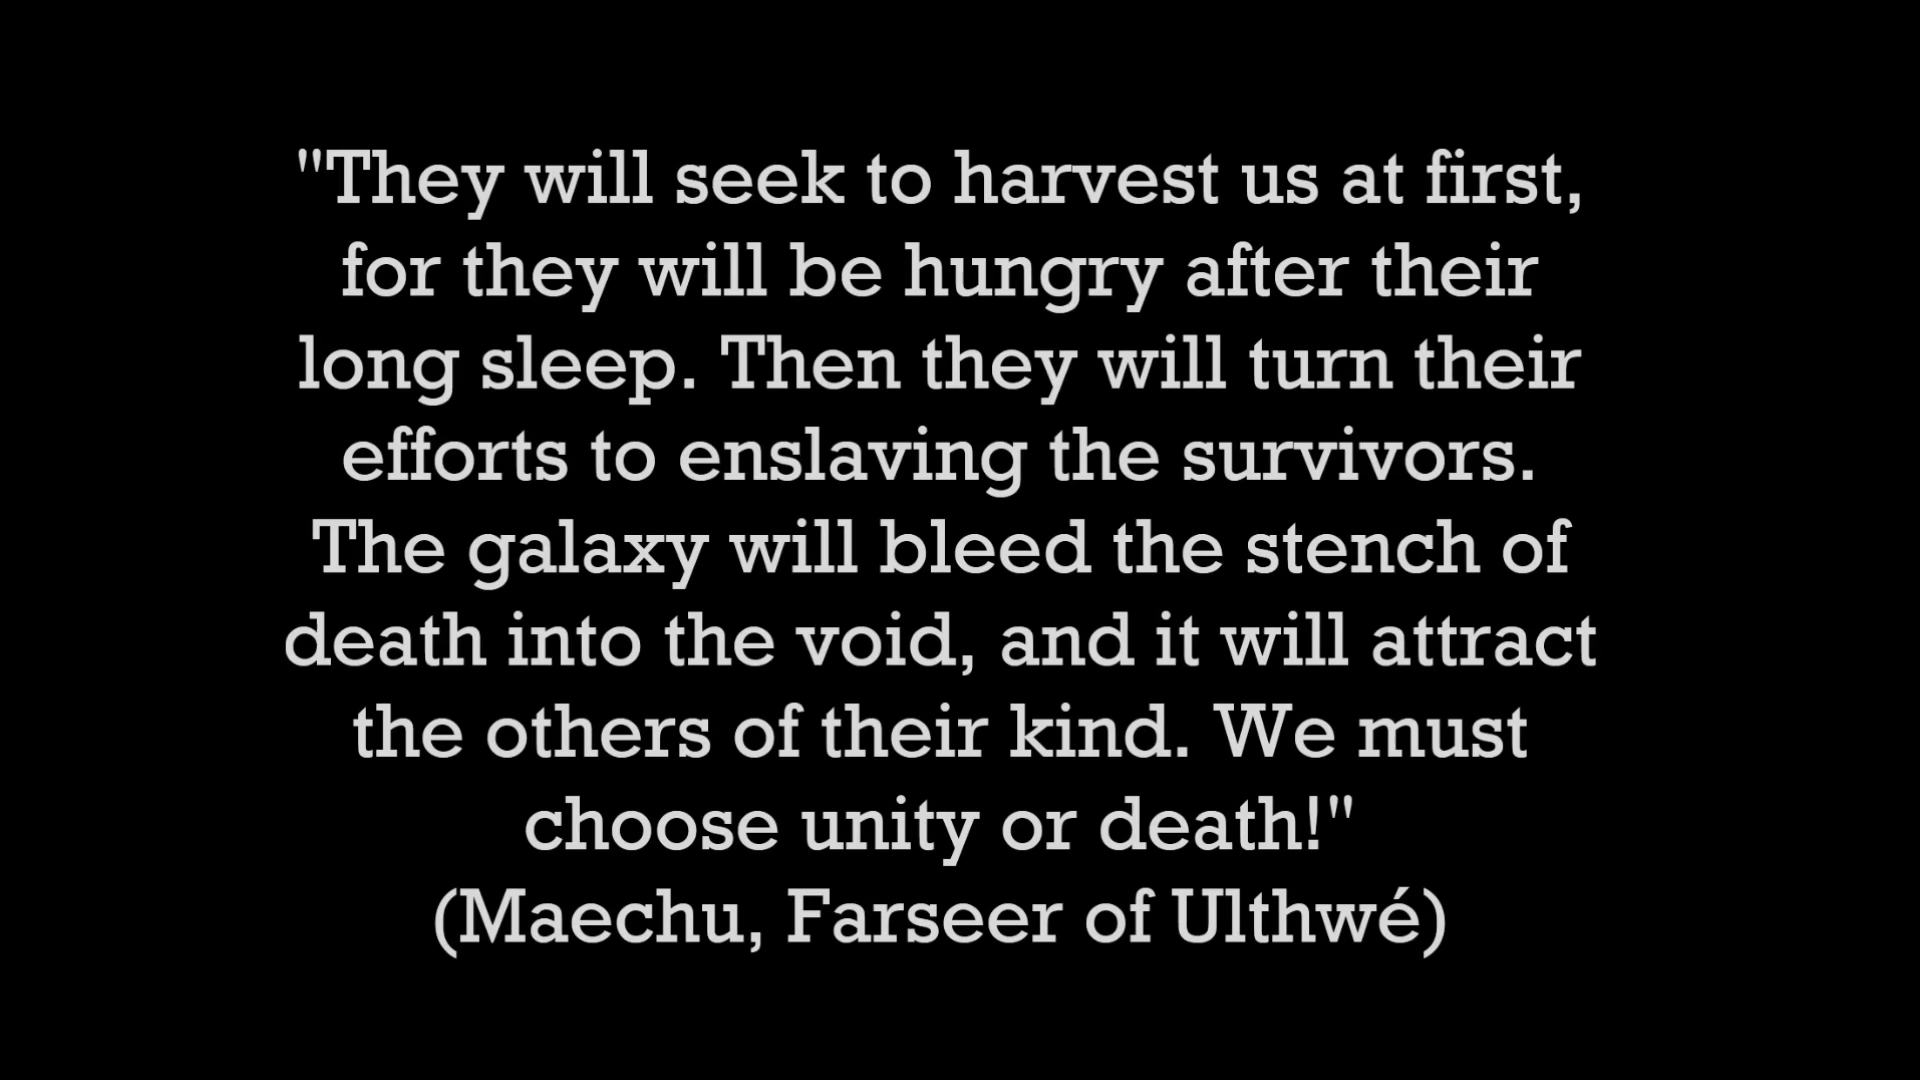 "They will seek to harvest us at first,
for they will be hungry after their
long sleep. Then they will turn their
efforts to enslaving the survivors.
The galaxy will bleed the stench of
death into the void, and it will attract
the others of their kind. We must
choose unity or death!"
(Maechu, Farseer of Ulthwé)